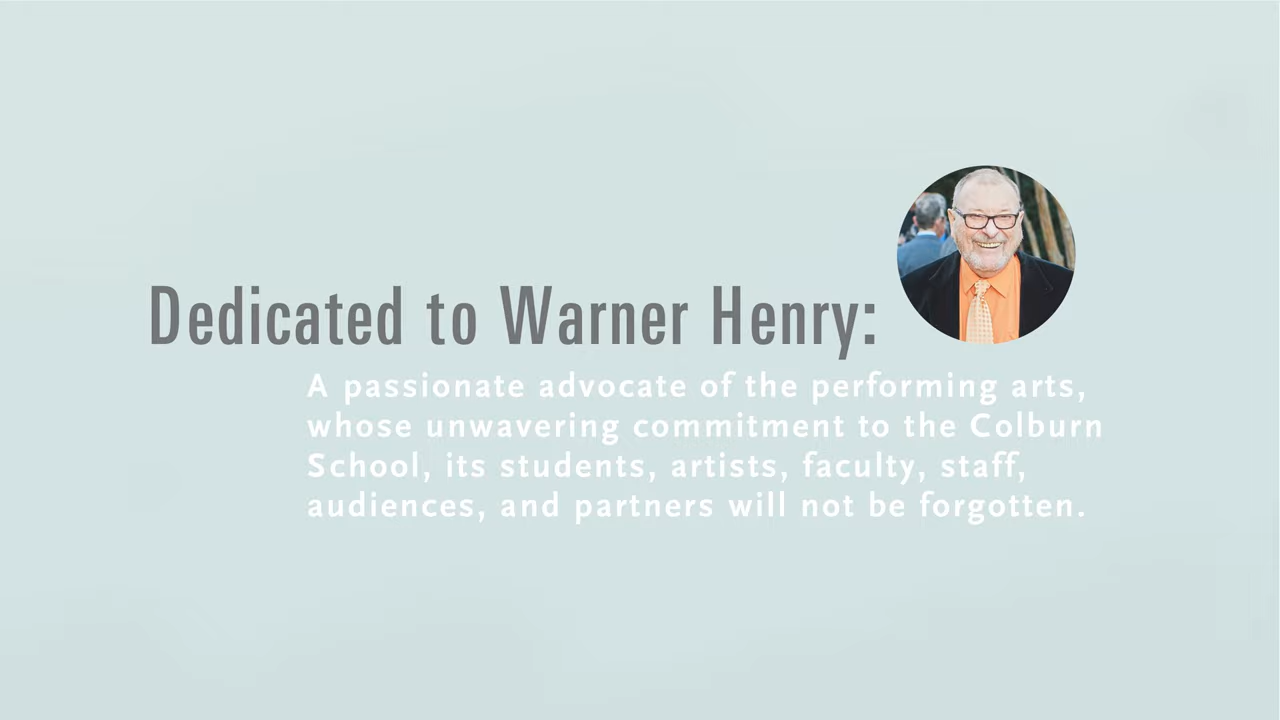 Dedicated to Warner Henry:
A passionate advocate of the performing arts,
whose unwavering commitment to the Colburn
School, its students, artists, faculty, staff,
audiences, and partners will not be forgotten.